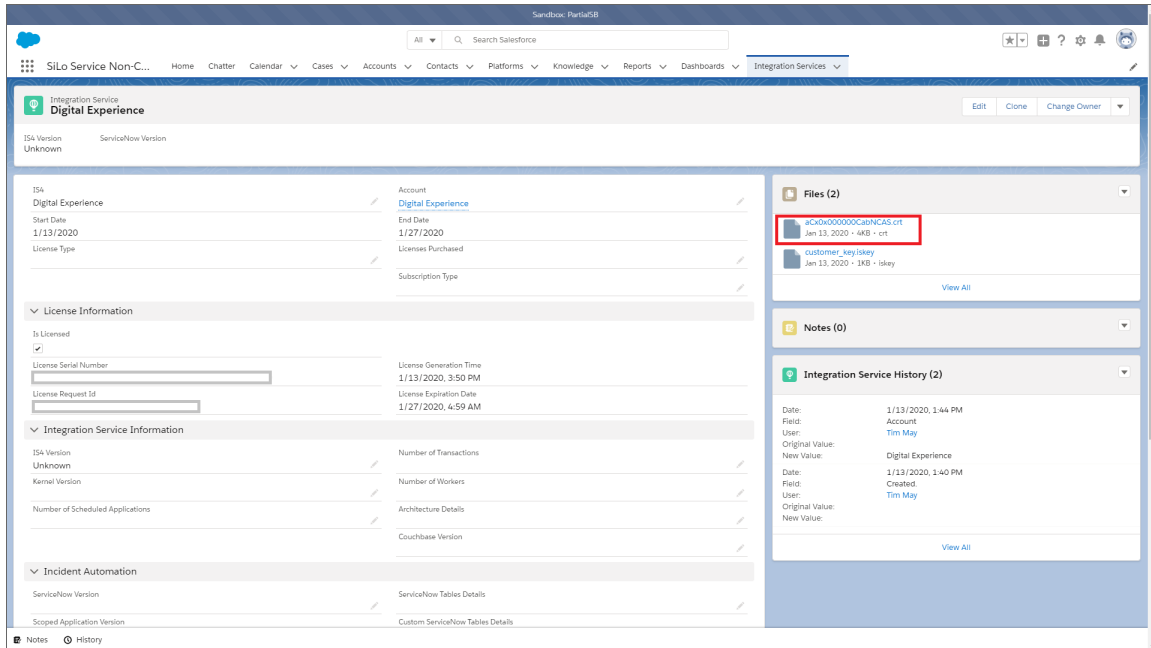 Sandbox: PartialSB
All
Search Salesforce
SiLo Service Non-C... Home Chatter Calendar Cases Accounts Contacts Platforms Knowledge Reports Dashboards Integration Services
Integration Service
Digital Experience
Edit Clone Change Owner
IS4 Version ServiceNow Version
Unknown
IS4 Account
Digital Experience Digital Experience
Start Date End Date
1/13/2020 1/27/2020
License Type Licenses Purchased
Subscription Type
License Information
Is Licensed
License Serial Number License Generation Time
1/13/2020, 3:50 PM
License Request Id License Expiration Date
1/27/2020, 4:59 AM
Integration Service Information
IS4 Version Number of Transactions
Unknown
Kernel Version Number of Workers
Number of Scheduled Applications Architecture Details
Couchbase Version
Incident Automation
ServiceNow Version ServiceNow Tables Details
Scoped Application Version Custom ServiceNow Tables Details
Files (2)
aCx0x000000CabNCAS.crt
Jan 13, 2020 • 4KB • crt
customer_key.iskey
Jan 13, 2020 • 1KB • iskey
View All
Notes (0)
Integration Service History (2)
Date: 1/13/2020, 1:44 PM
Field: Account
User: Tim May
Original Value:
New Value: Digital Experience
Date: 1/13/2020, 1:40 PM
Field: Created.
User: Tim May
Original Value:
New Value:
View All
Notes History